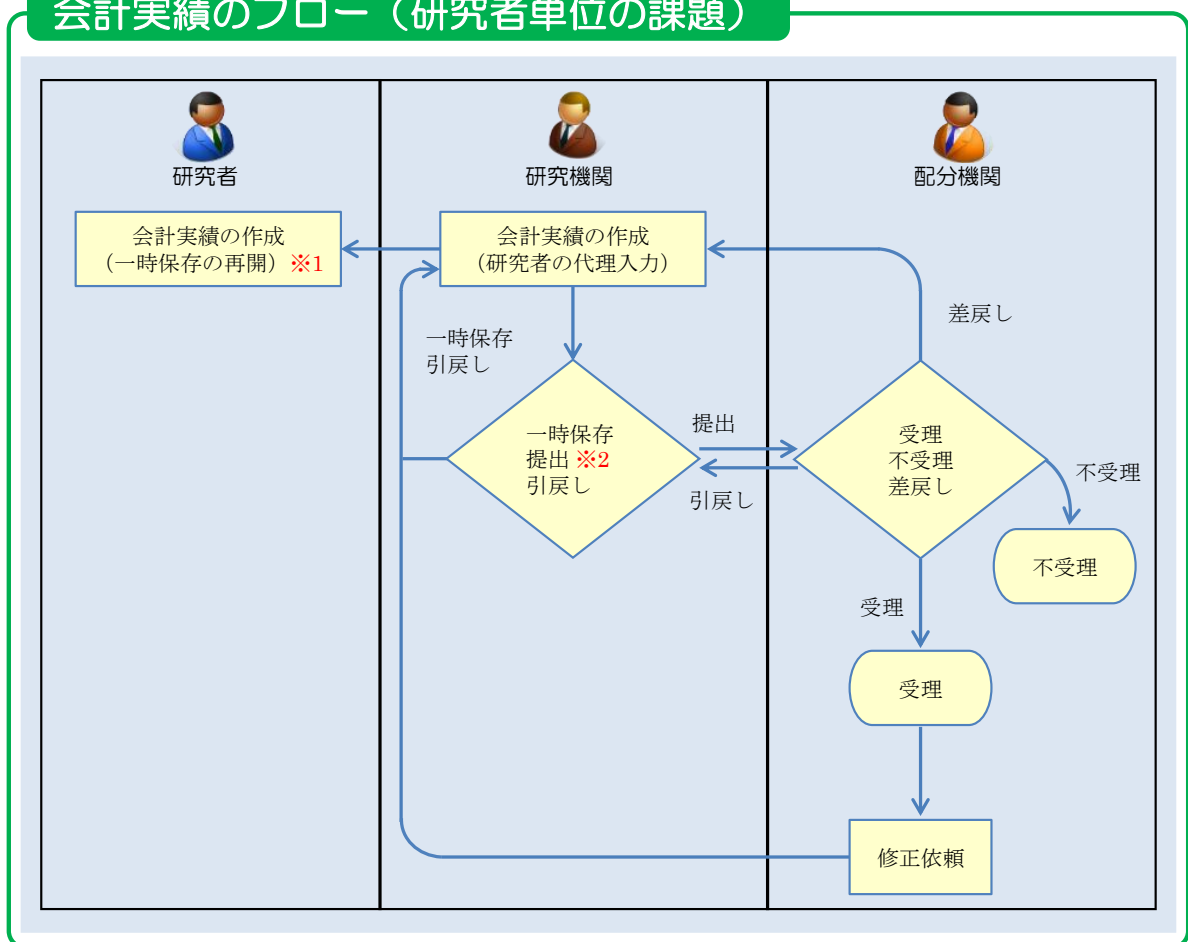 会計実績のフロー（研究者単位の課題）
研究者
研究機関
配分機関
会計実績の作成
（一時保存の再開）※1
会計実績の作成
（研究者の代理入力）
差戻し
一時保存
引戻し
一時保存
提出 ※2
引戻し
提出
引戻し
受理
不受理
差戻し
不受理
不受理
受理
受理
修正依頼